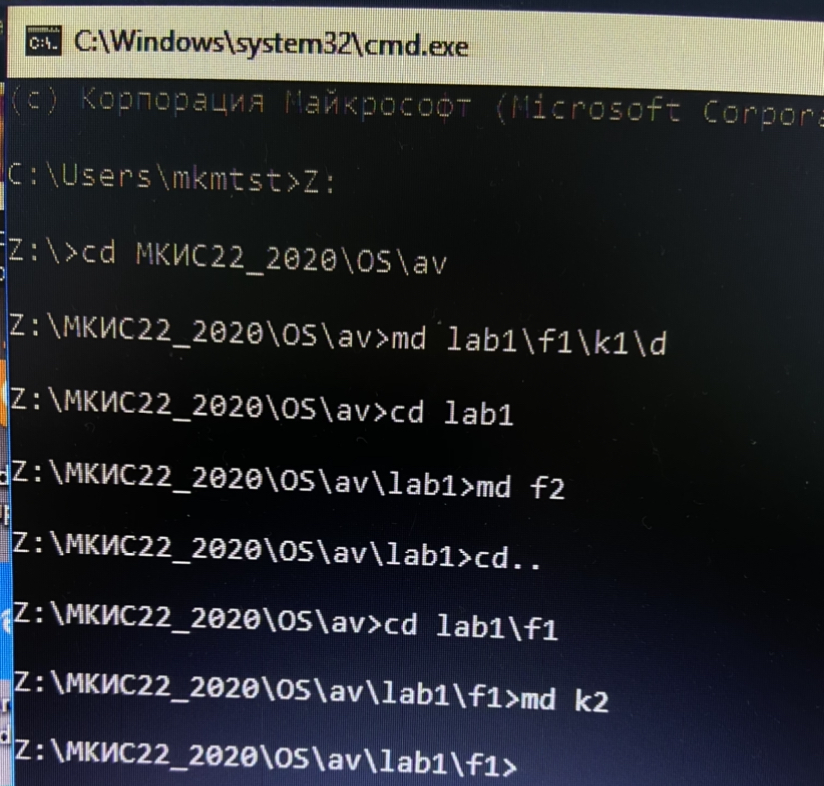 C:\Windows\system32\cmd.exe
(c) Корпорация Майкрософт (Microsoft
C:\Users\mkmtst>Z:
Z:\>cd МКИС22_2020\OS\av
Z:\МКИС22_2020\OS\av>md lab1\f1\k1\d
Z:\МКИС22_2020\OS\av>cd lab1
Z:\МКИС22_2020\OS\av\lab1>md f2
Z:\МКИС22_2020\OS\av\lab1>cd..
Z:\МКИС22_2020\OS\av>cd lab1\f1
Z:\МКИС22_2020\OS\av\lab1\f1>md k2
Z:\МКИС22_2020\OS\av\lab1\f1>